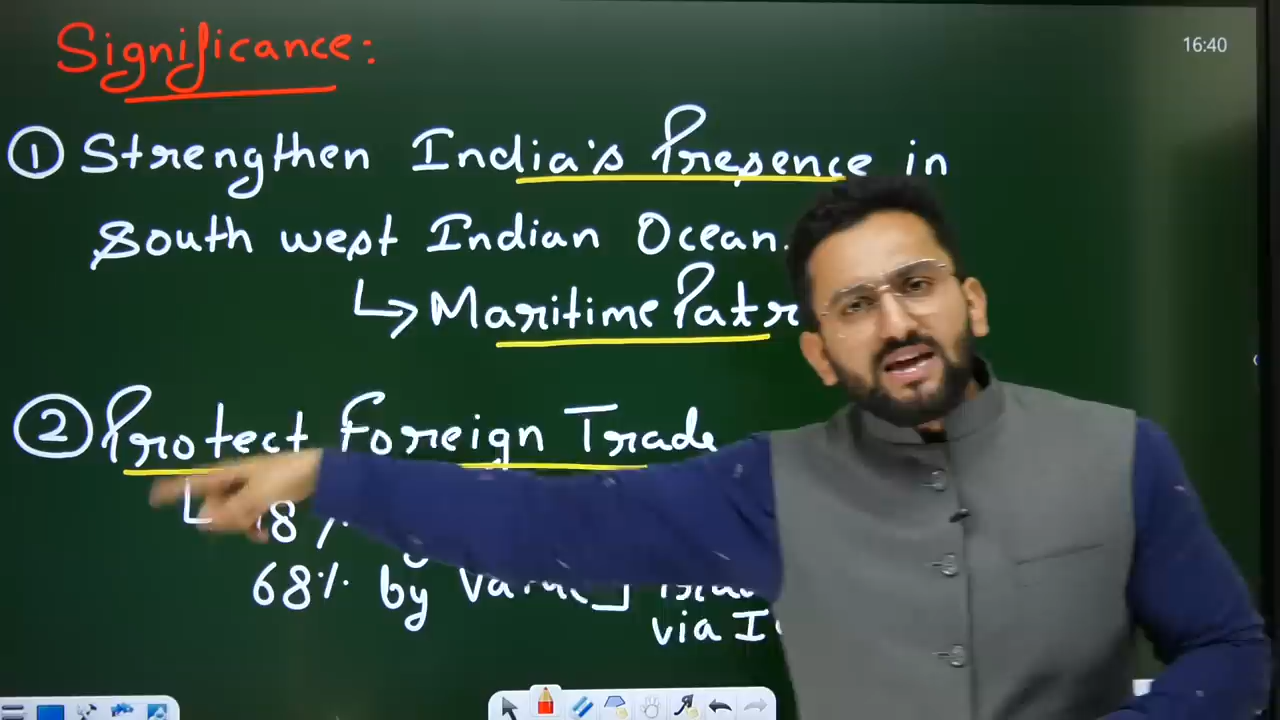 Significance:
16:40
① Strengthen India's Presence in
south west Indian Ocean.
↳ Maritime
② Protect Foreign Trade
68% by
via